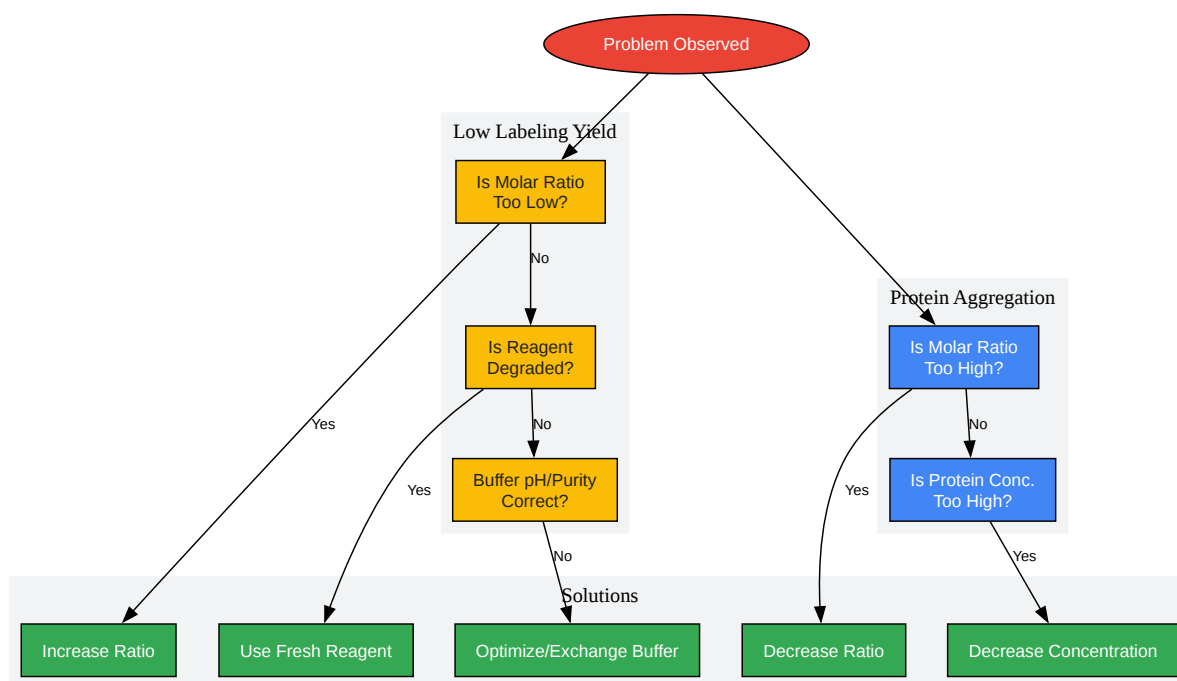 Problem Observed
Low Labeling Yield
Is Molar Ratio
Too Low?
No
Is Reagent
Degraded?
Yes
No
Yes
Buffer pH/Purity
Correct?
No
Protein Aggregation
Is Molar Ratio
Too High?
No
Yes
Is Protein Conc.
Too High?
Yes
Solutions
Increase Ratio
Use Fresh Reagent
Optimize/Exchange Buffer
Decrease Ratio
Decrease Concentration